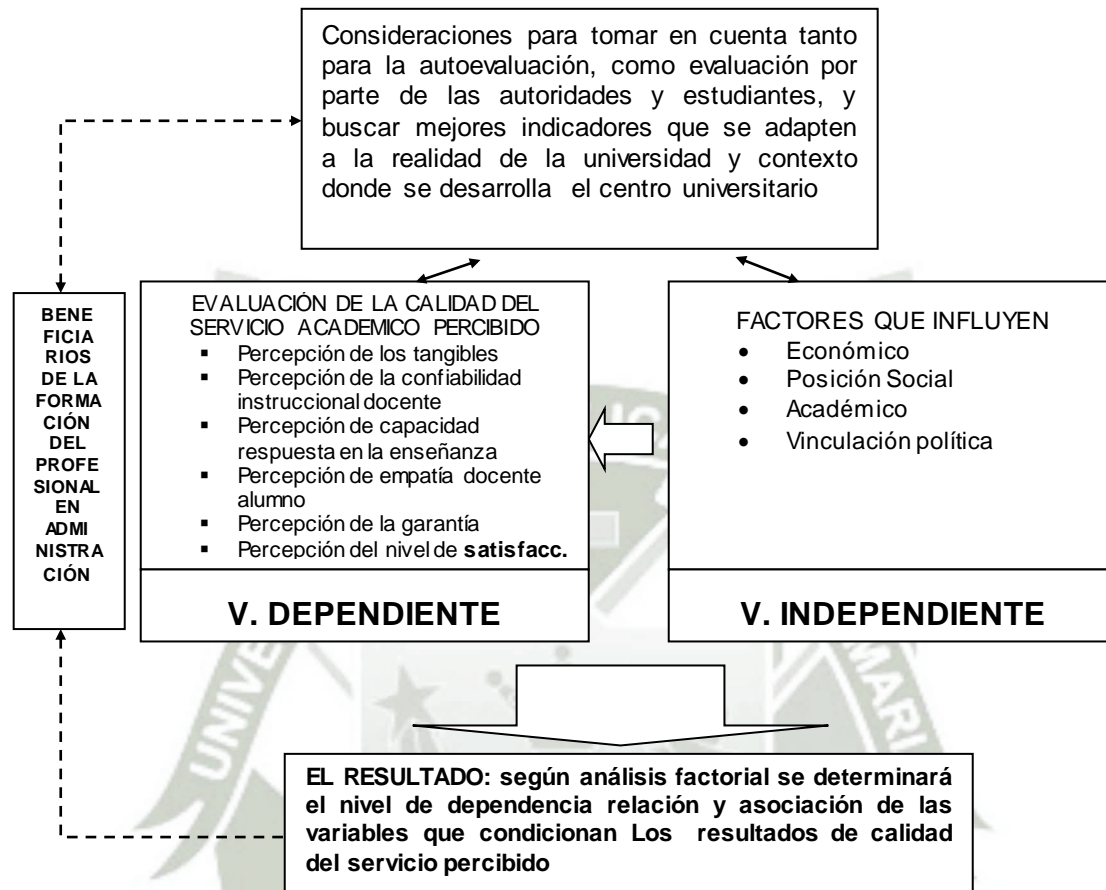 Consideraciones para tomar en cuenta tanto
para la autoevaluación, como evaluación por
parte de las autoridades y estudiantes, y
buscar mejores indicadores que se adapten
a la realidad de la universidad y contexto
donde se desarrolla el centro universitario
BENE
FICIA
RIOS
DE LA
FORMA
CIÓN
DEL
PROFE
SIONAL
EN
ADMI
NISTRA
CIÓN
EVALUACIÓN DE LA CALIDAD DEL
SERVICIO ACADEMICO PERCIBIDO
▪ Percepción de los tangibles
▪ Percepción de la confiabilidad
instruccional docente
▪ Percepción de capacidad
respuesta en la enseñanza
▪ Percepción de empatía docente
alumno
▪ Percepción de la garantía
▪ Percepción del nivel de satisfacc.
V. DEPENDIENTE
FACTORES QUE INFLUYEN
• Económico
• Posición Social
• Académico
• Vinculación política
V. INDEPENDIENTE
EL RESULTADO: según análisis factorial se determinará
el nivel de dependencia relación y asociación de las
variables que condicionan Los resultados de calidad
del servicio percibido